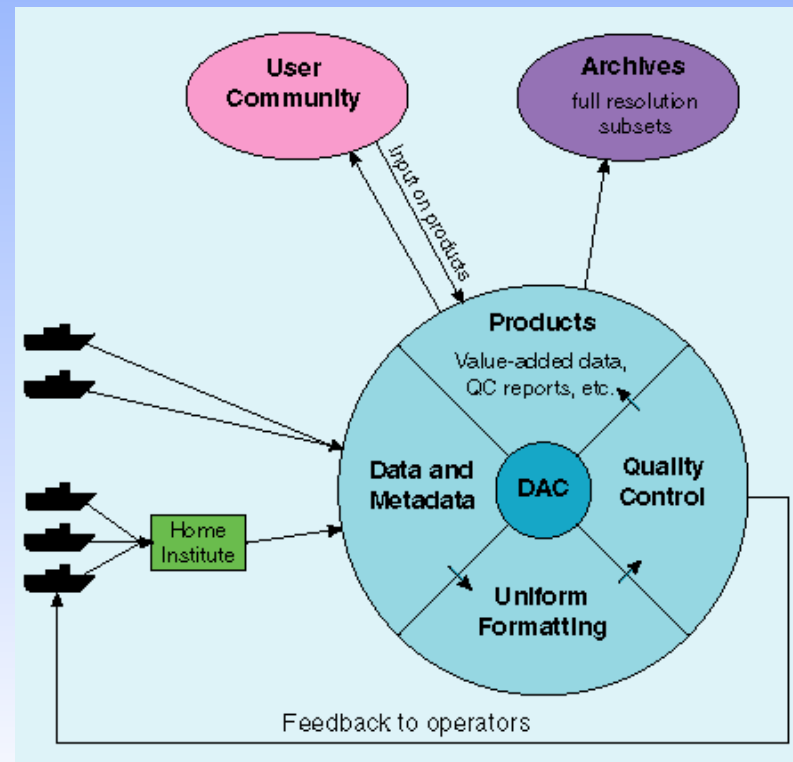 User
Community
Archives
full resolution
subsets
Input on products
Products
Value-added data,
QC reports, etc.
Data and
Metadata
DAC
Quality
Control
Home
Institute
Uniform
Formatting
Feedback to operators